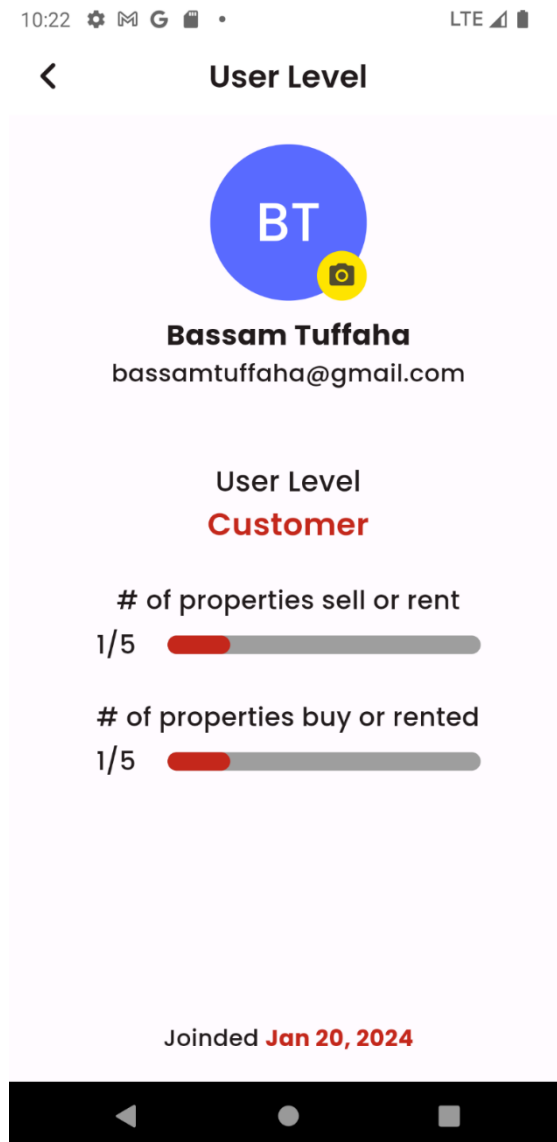 10:22 G LTE
User Level
BT
Bassam Tuffaha
bassamtuffaha@gmail.com
User Level
Customer
# of properties sell or rent
1/5
# of properties buy or rented
1/5
Joinded Jan 20, 2024